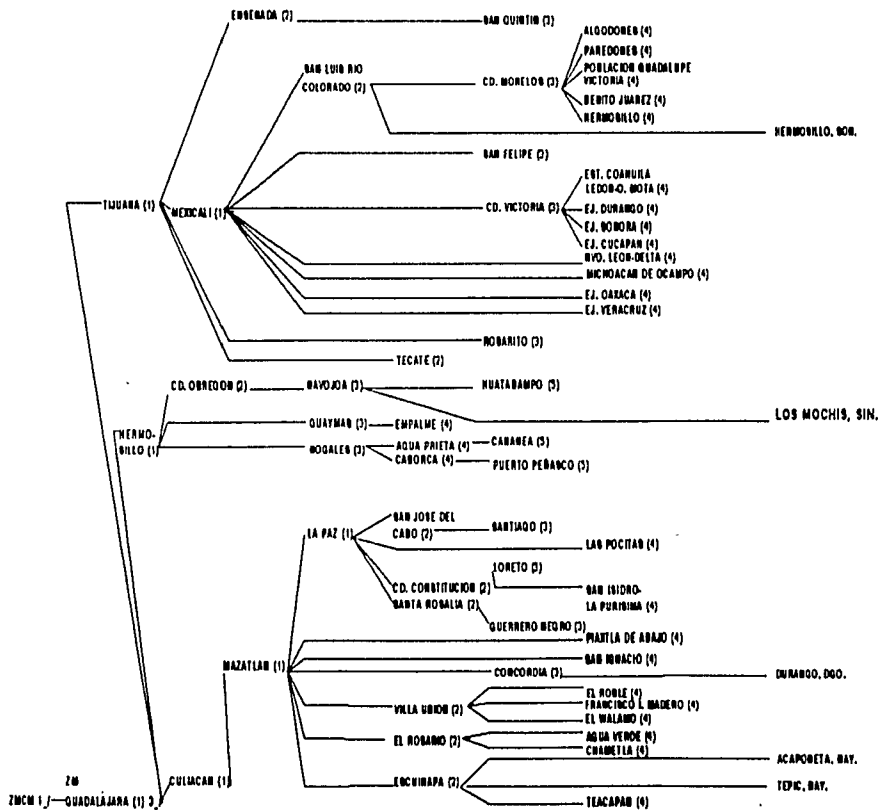 ENSENADA (2)
SAN QUINTIN (3)
ALGODONES (4)
PAREDONES (4)
SAN LUIS RIO
COLORADO (2)
CD. MORELOS (3)
POBLACION GUADALUPE
VICTORIA (4)
BENITO JUAREZ (4)
HERMOSILLO (4)
HERMOSILLO, SON.
SAN FELIPE (3)
EST. COAHUILA
LEDON-O. MOTA (4)
TIJUANA (1)
MEXICALI (1)
CD. VICTORIA (3)
EJ. DURANGO (4)
EJ. SONORA (4)
EJ. CUCAPAH (4)
NVO. LEON-DELTA (4)
MICHOACAN DE OCAMPO (4)
EJ. OAXACA (4)
EJ. VERACRUZ (4)
ROSARITO (3)
TECATE (2)
CD. OBREGON (2)
NAVOJOA (3)
HUATABAMPO (5)
LOS MOCHIS, SIN.
HERMO-
SILLO (1)
GUAYMAS (3)
EMPALME (4)
NOGALES (3)
AGUA PRIETA (4)
CANANEA (5)
CABORCA (4)
PUERTO PEÑASCO (5)
LA PAZ (1)
SAN JOSE DEL
CABO (2)
SANTIAGO (3)
LAS POCITAS (4)
LORETO (3)
CD. CONSTITUCION (2)
SAN ISIDRO-
LA PURISIMA (4)
SANTA ROSALIA (2)
GUERRERO NEGRO (3)
PIAXTLA DE ABAJO (4)
MAZATLAN (1)
SAN IGNACIO (4)
CONCORDIA (3)
DURANGO, DGO.
VILLA UNION (2)
EL ROBLE (4)
FRANCISCO I. MADERO (4)
EL WALAMO (4)
EL ROSARIO (2)
AGUA VERDE (4)
CHAMETLA (4)
CULIACAN (1)
ESCUINAPA (2)
ACAPONETA, NAY.
TEPIC, NAY.
TEACAPAN (4)
ZM
ZMCM 1 / GUADALAJARA (1)